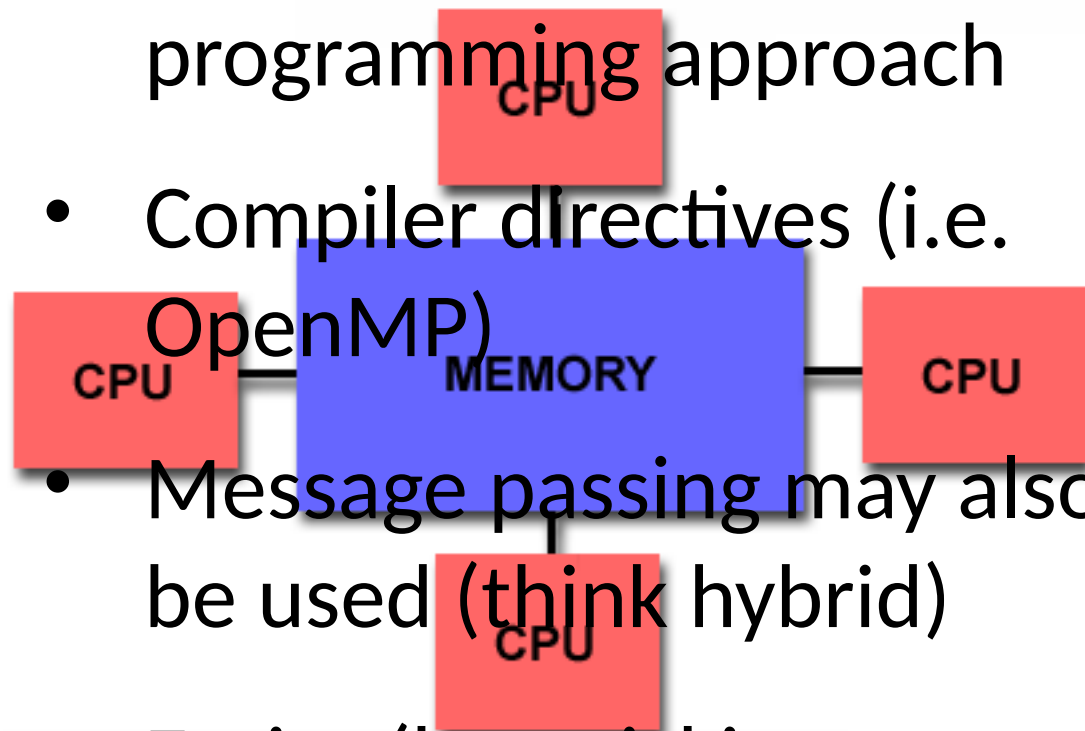 programming approach
CPU
• Compiler directives (i.e.
OpenMP)
MEMORY
CPU
CPU
• Message passing may also
be used (think hybrid)
CPU